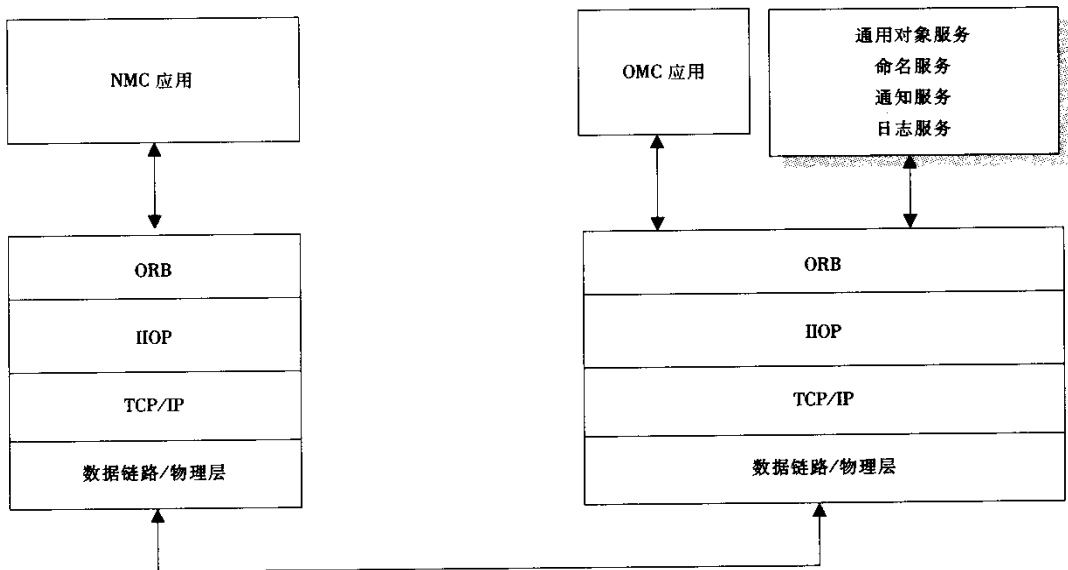 NMC 应用
OMC 应用
通用对象服务
命名服务
通知服务
日志服务
ORB
IIOP
TCP/IP
数据链路/物理层
ORB
IIOP
TCP/IP
数据链路/物理层